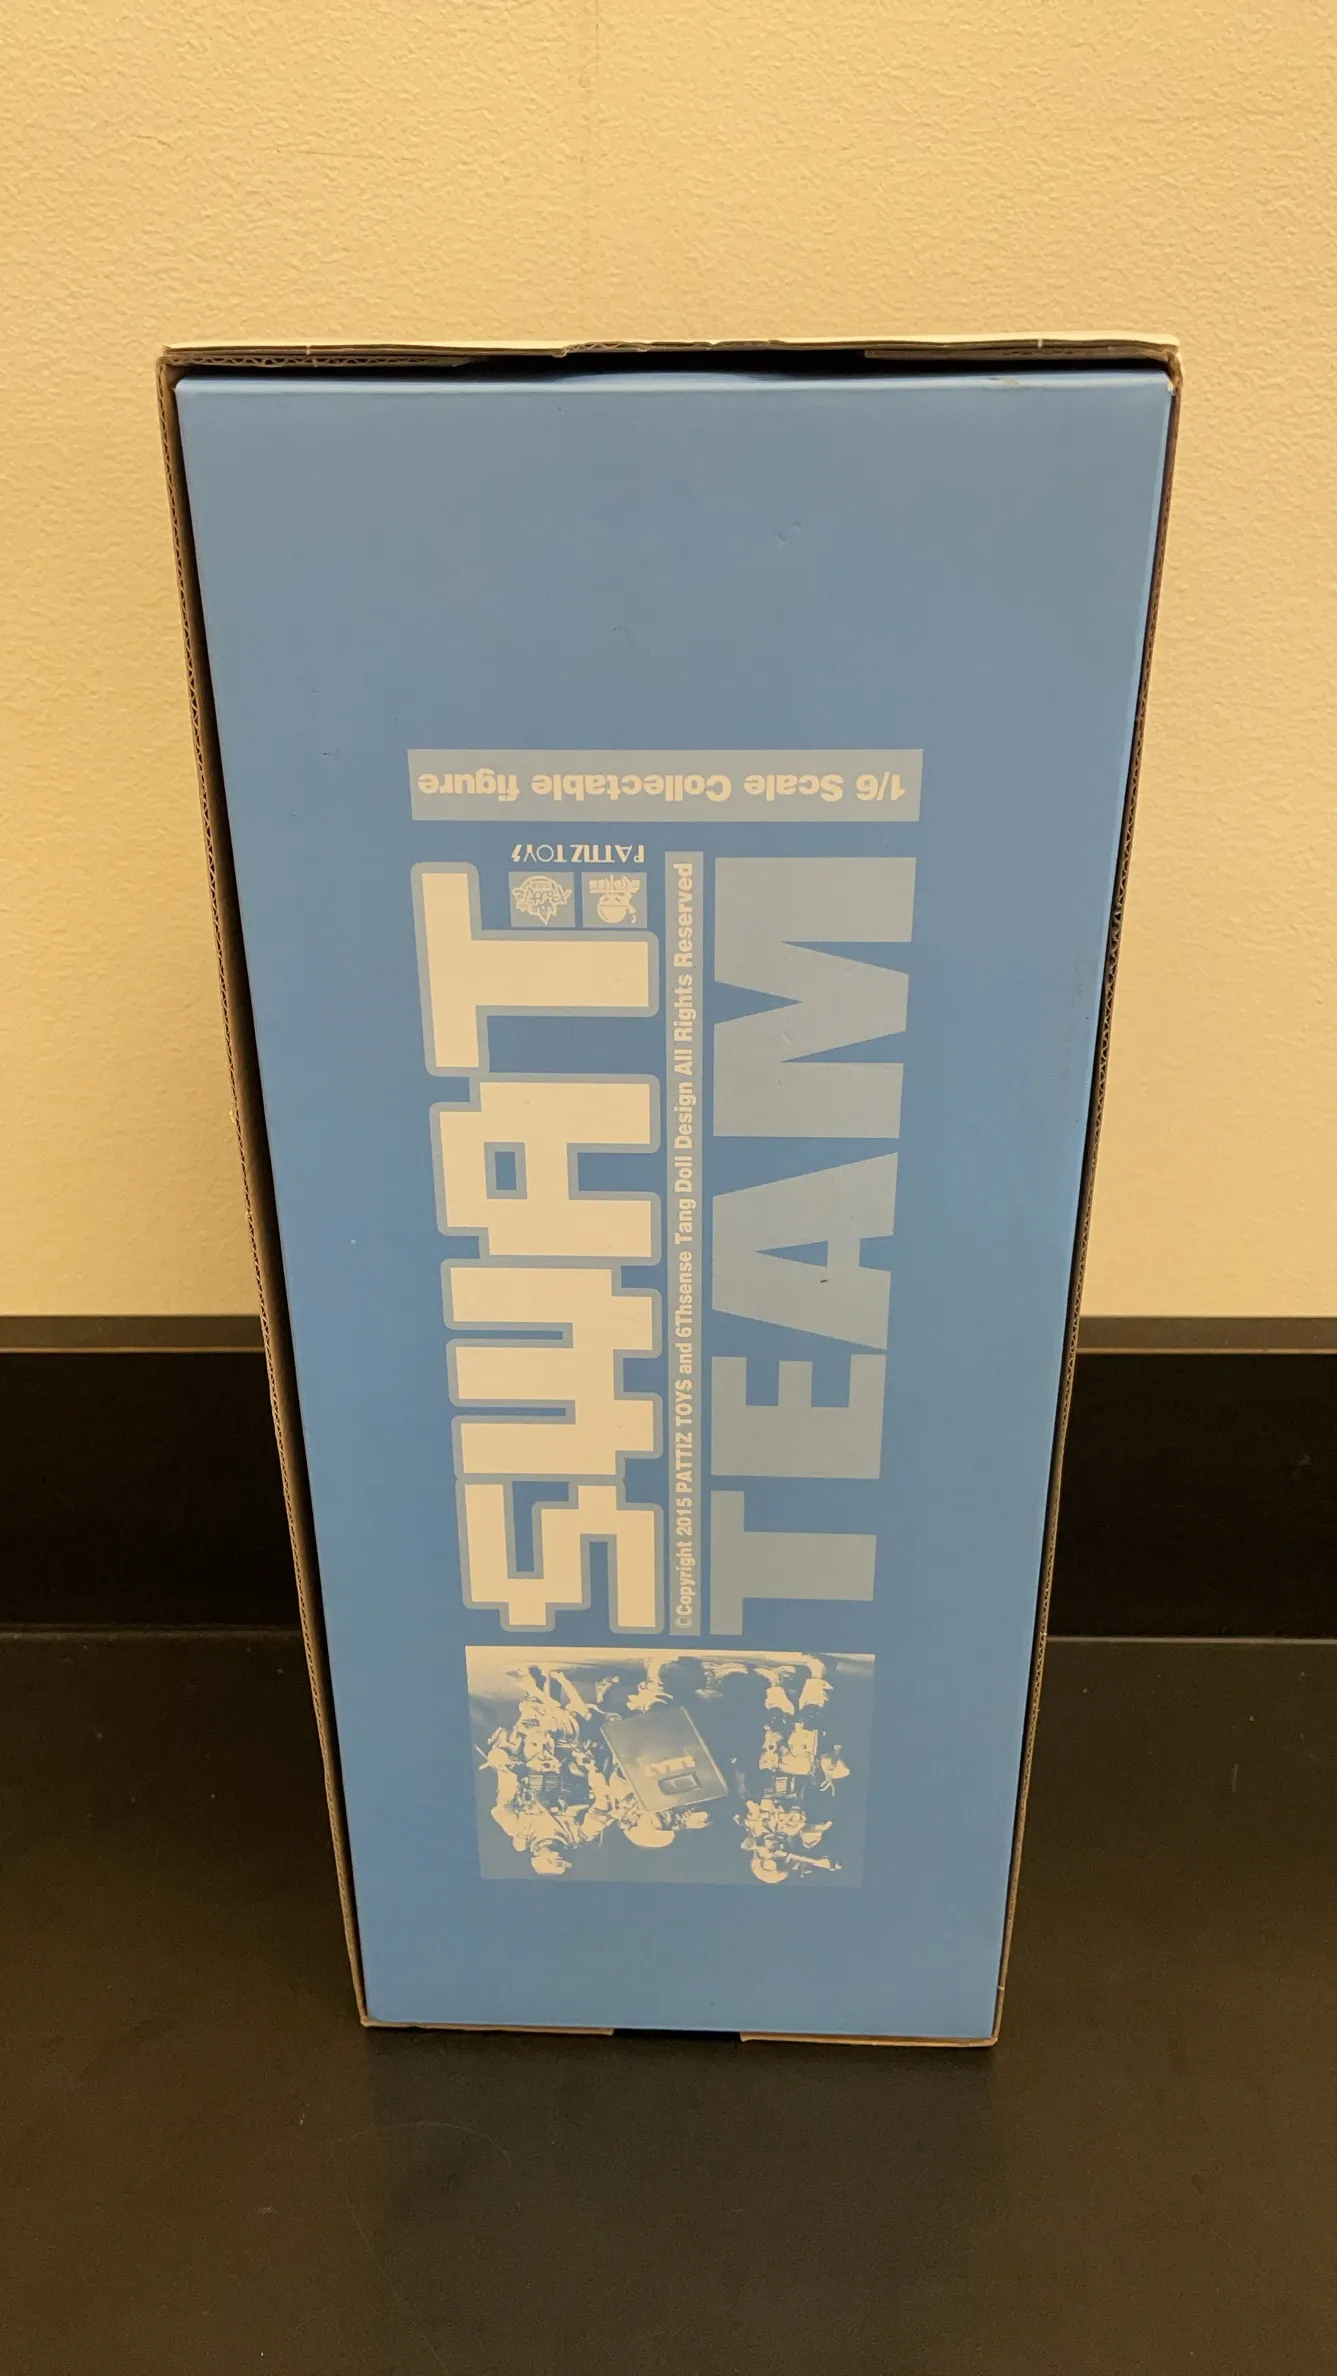 1/6 Scale Collectable figure
PATTIZ TOYS
SWAT
©Copyright 2015 PATTIZ TOYS and 6Thsense Tang Doll Design All Rights Reserved
TEAM